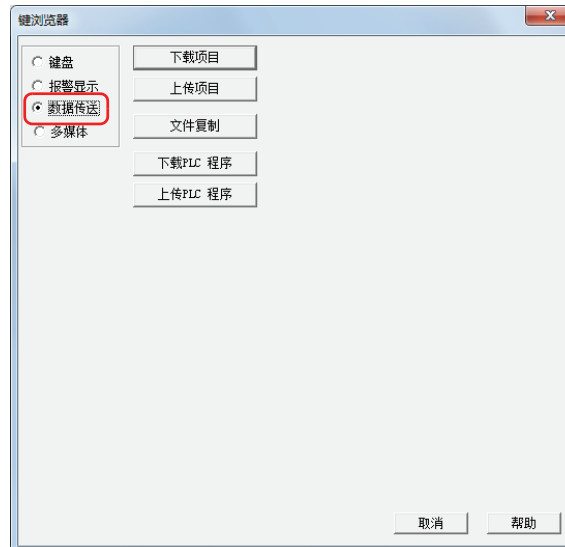 键浏览器
键盘
报警显示
数据传送
多媒体
下载项目
上传项目
文件复制
下载PLC 程序
上传PLC 程序
取消
帮助